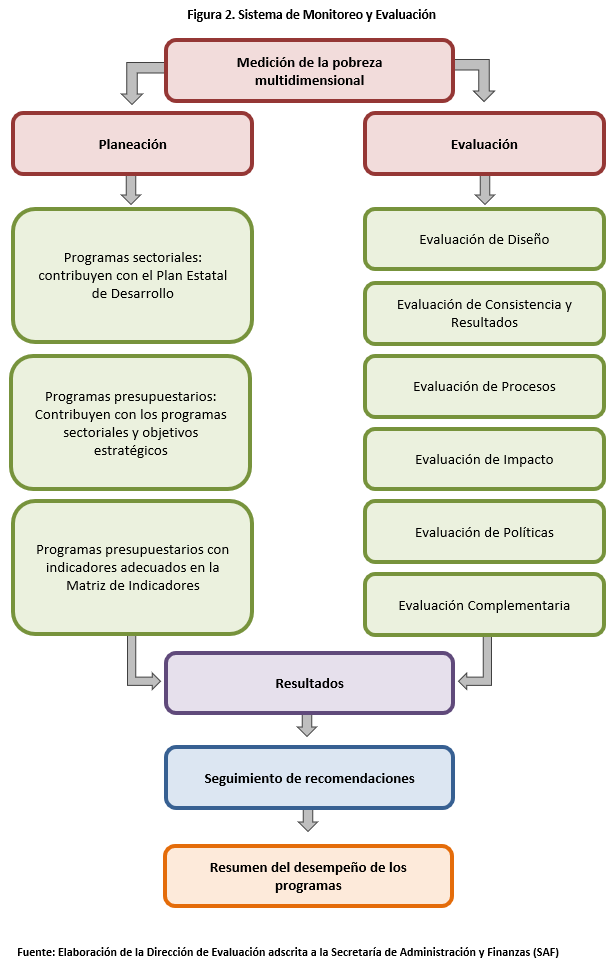 Figura 2. Sistema de Monitoreo y Evaluación
Medición de la pobreza
multidimensional
Planeación
Evaluación
Programas sectoriales:
contribuyen con el Plan Estatal
de Desarrollo
Programas presupuestarios:
Contribuyen con los programas
sectoriales y objetivos
estratégicos
Programas presupuestarios con
indicadores adecuados en la
Matriz de Indicadores
Evaluación de Diseño
Evaluación de Consistencia y
Resultados
Evaluación de Procesos
Evaluación de Impacto
Evaluación de Políticas
Evaluación Complementaria
Resultados
Seguimiento de recomendaciones
Resumen del desempeño de los
programas
Fuente: Elaboración de la Dirección de Evaluación adscrita a la Secretaría de Administración y Finanzas (SAF)